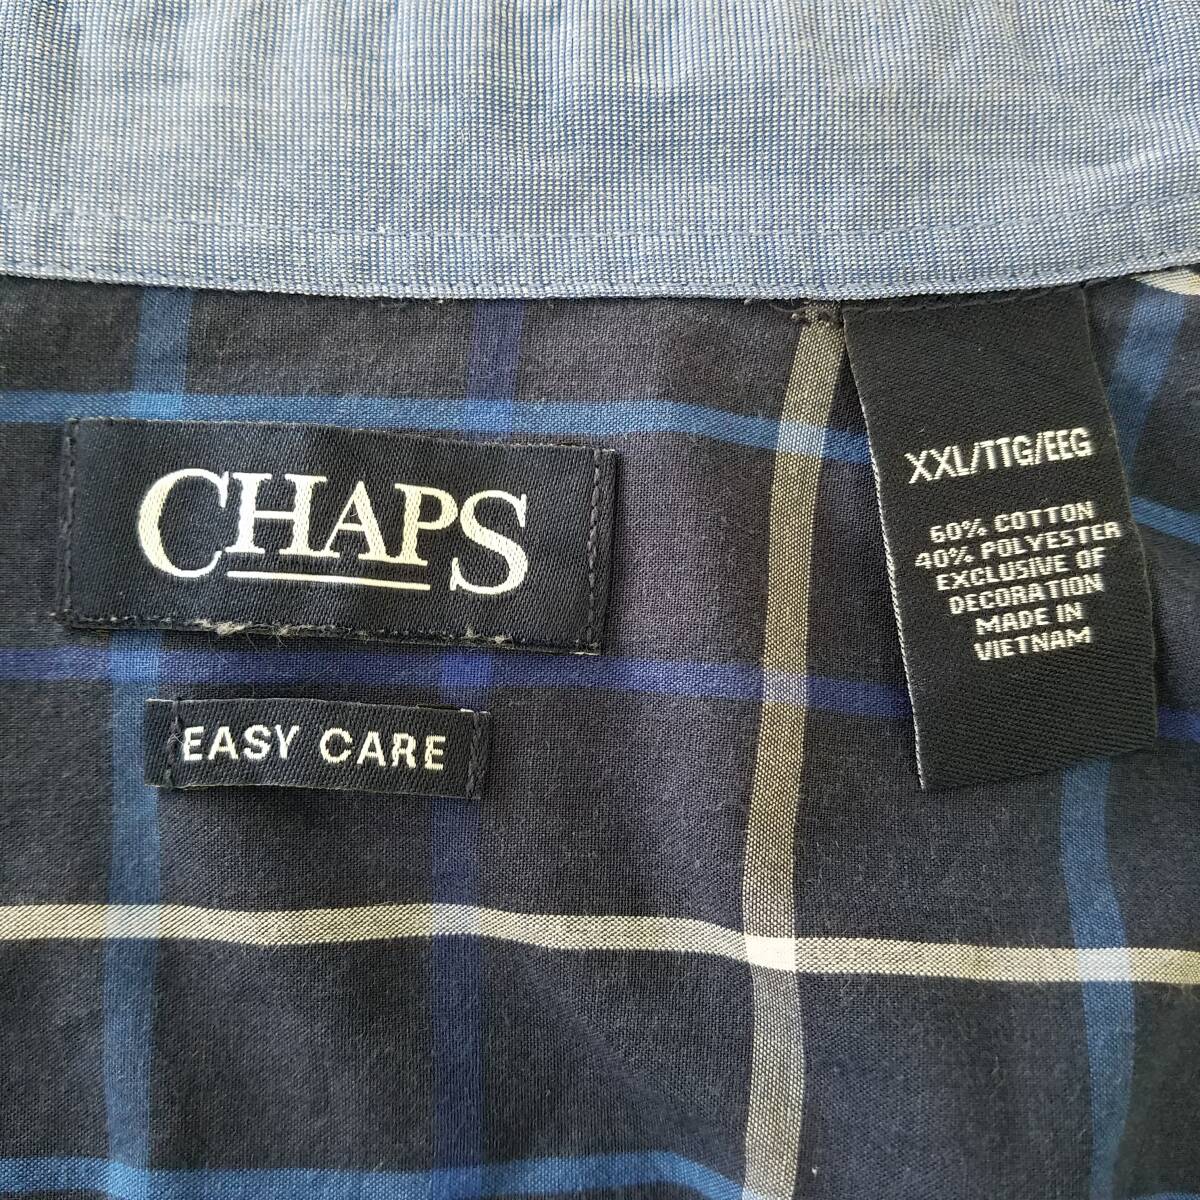 CHAPS
EASY CARE
XXL/TTG/EEG
60% COTTON
40% POLYESTER
EXCLUSIVE OF
DECORATION
MADE IN
VIETNAM